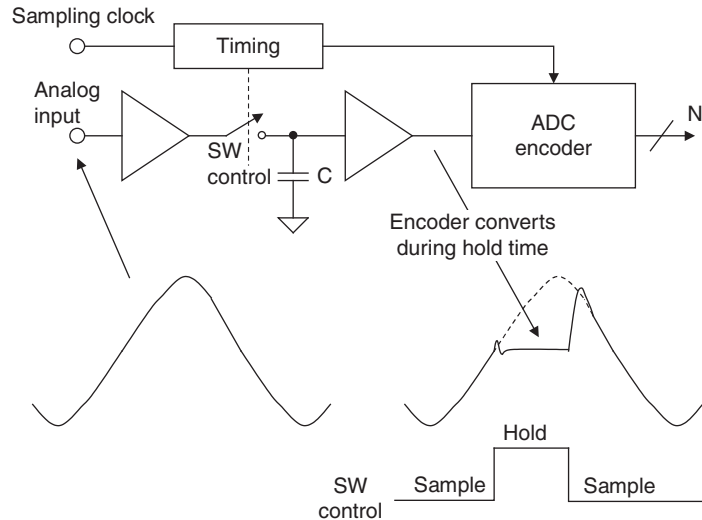 Sampling clock
Timing
Analog
input
SW
control
C
ADC
encoder
N
Encoder converts
during hold time
Hold
Sample
Sample
SW
control